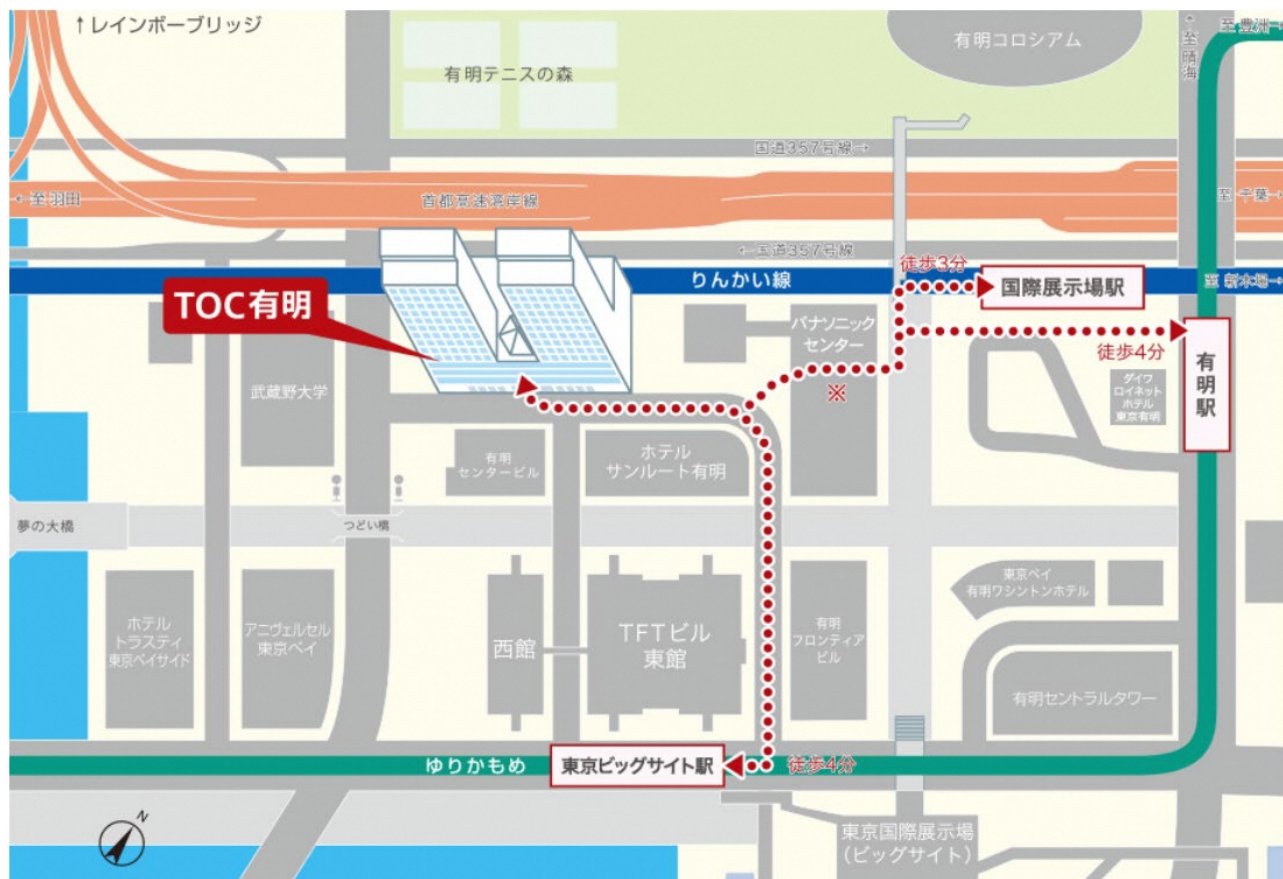 ↑レインボーブリッジ
有明テニスの森
有明コロシアム
↑至 晴海
至 豊洲→
国道357号線→
←至 羽田
首都高速湾岸線
至 千葉→
←国道357号線
りんかい線
徒歩3分
国際展示場駅
至 新木場→
TOC有明
パナソニック
センター
徒歩4分
有明駅
※
武蔵野大学
ダイワ
ロイネット
ホテル
東京有明
有明
センタービル
ホテル
サンルート有明
夢の大橋
つどい橋
ホテル
トラスティ
東京ベイサイド
アニヴェルセル
東京ベイ
西館
TFTビル
東館
有明
フロンティア
ビル
東京ベイ
有明ワシントンホテル
有明セントラルタワー
ゆりかもめ
東京ビッグサイト駅
徒歩4分
N
東京国際展示場
(ビッグサイト)